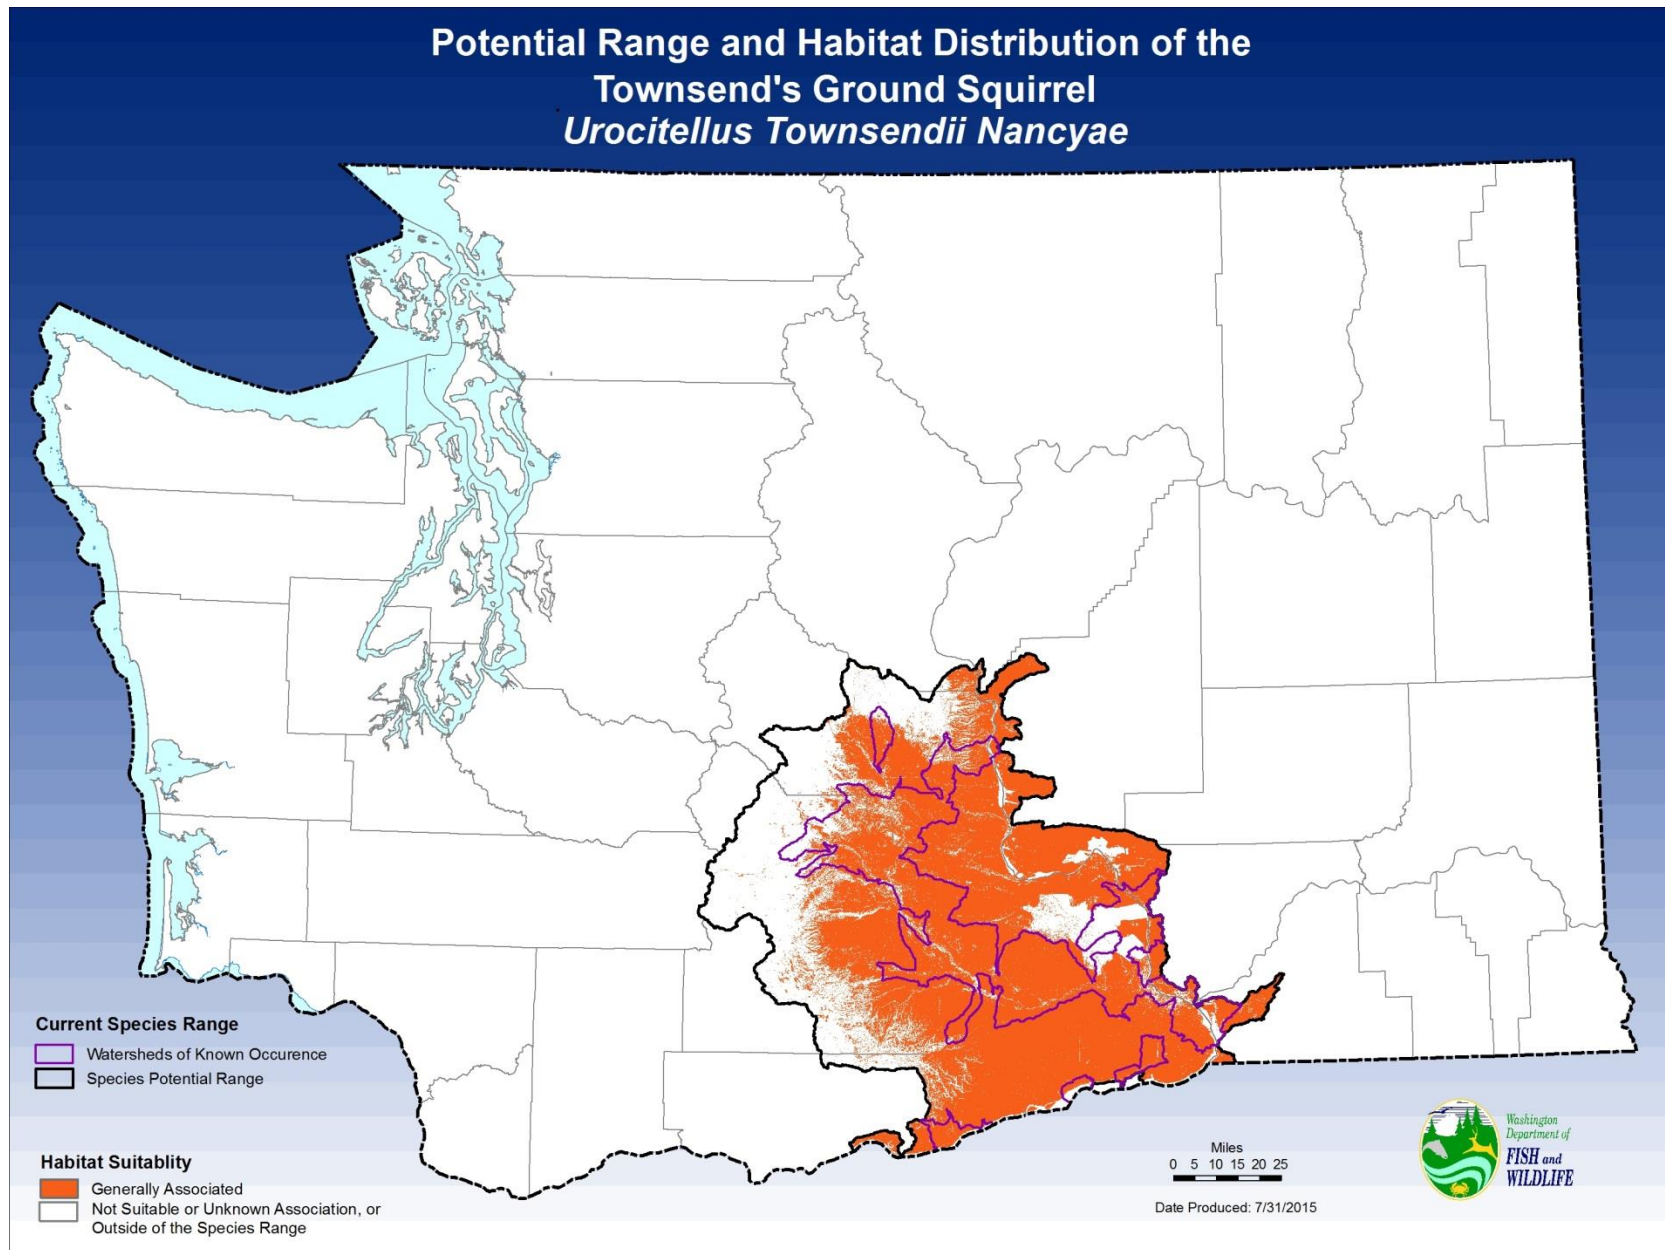 Potential Range and Habitat Distribution of the
Townsend's Ground Squirrel
Urocitellus Townsendii Nancyae
Current Species Range
Watersheds of Known Occurence
Species Potential Range
Habitat Suitablity
Generally Associated
Not Suitable or Unknown Association, or
Outside of the Species Range
Miles
0 5 10 15 20 25
Date Produced: 7/31/2015
Washington
Department of
FISH and
WILDLIFE